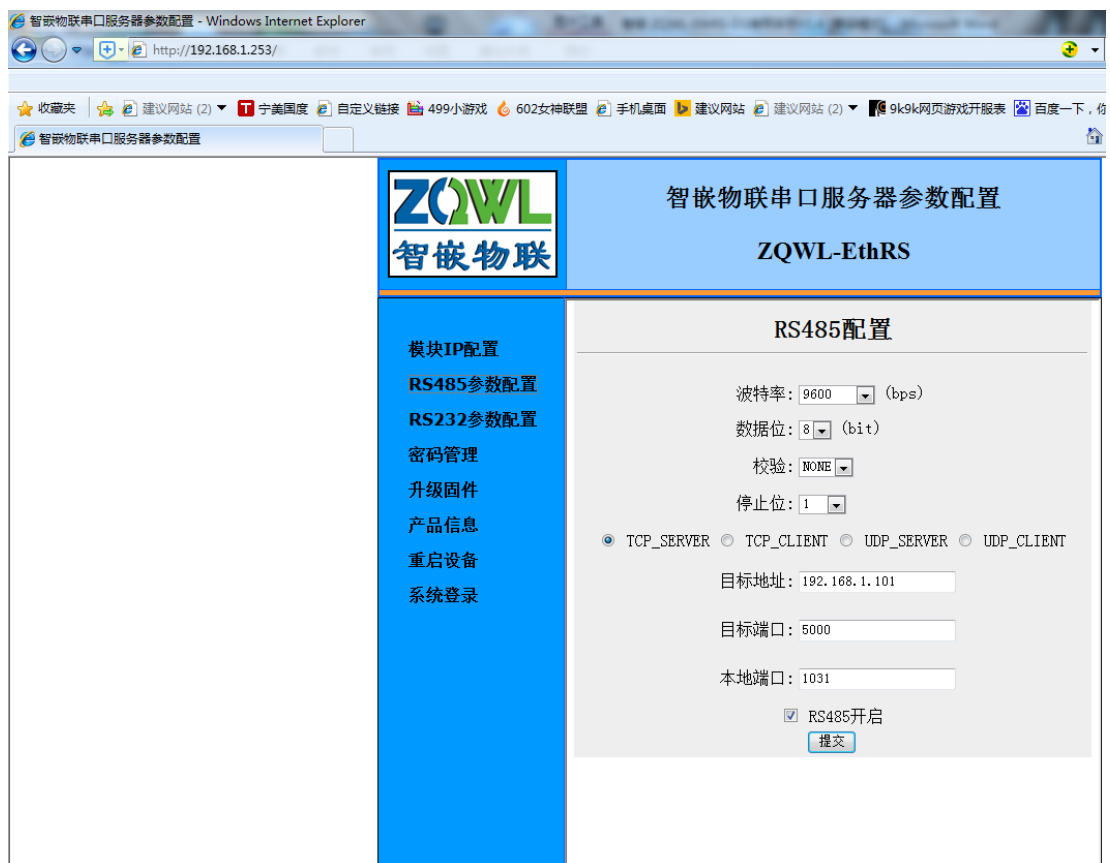 智嵌物联串口服务器参数配置 - Windows Internet Explorer
http://192.168.1.253/
收藏夹 建议网站 (2) 宁美国度 自定义链接 499小游戏 602女神联盟 手机桌面 建议网站 建议网站 (2) 9k9k网页游戏开服表 百度一下，你
智嵌物联串口服务器参数配置
ZQWL
智嵌物联
智嵌物联串口服务器参数配置
ZQWL-EthRS
模块IP配置
RS485参数配置
RS232参数配置
密码管理
升级固件
产品信息
重启设备
系统登录
RS485配置
波特率: 9600 (bps)
数据位: 8 (bit)
校验: NONE
停止位: 1
TCP_SERVER TCP_CLIENT UDP_SERVER UDP_CLIENT
目标地址: 192.168.1.101
目标端口: 5000
本地端口: 1031
RS485开启
提交